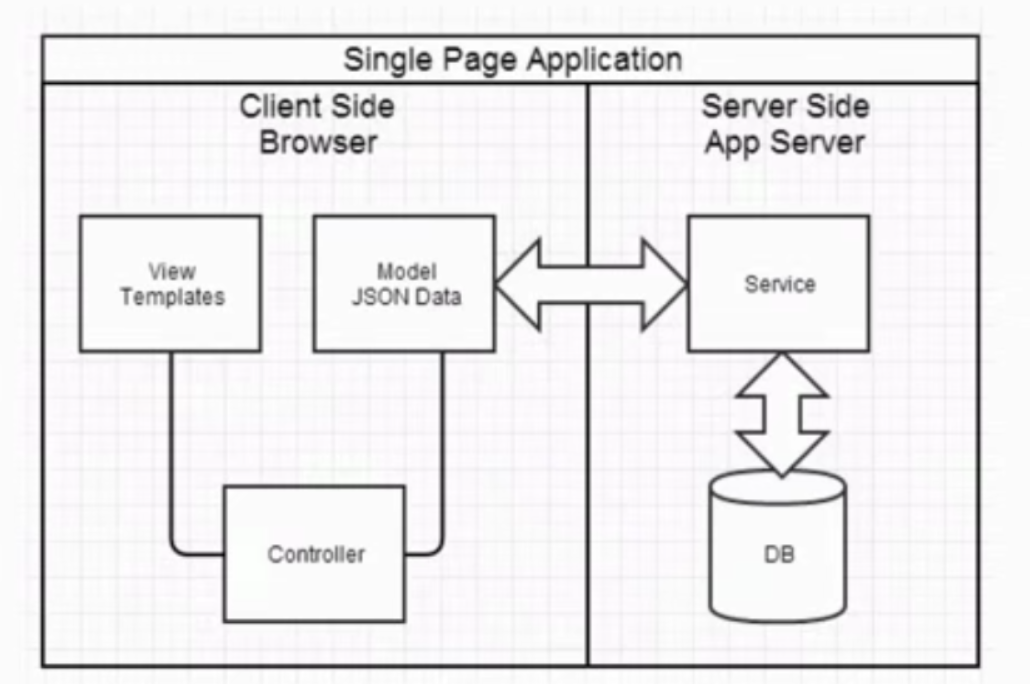 Single Page Application
Client Side
Browser
Server Side
App Server
View
Templates
Model
JSON Data
Service
Controller
DB